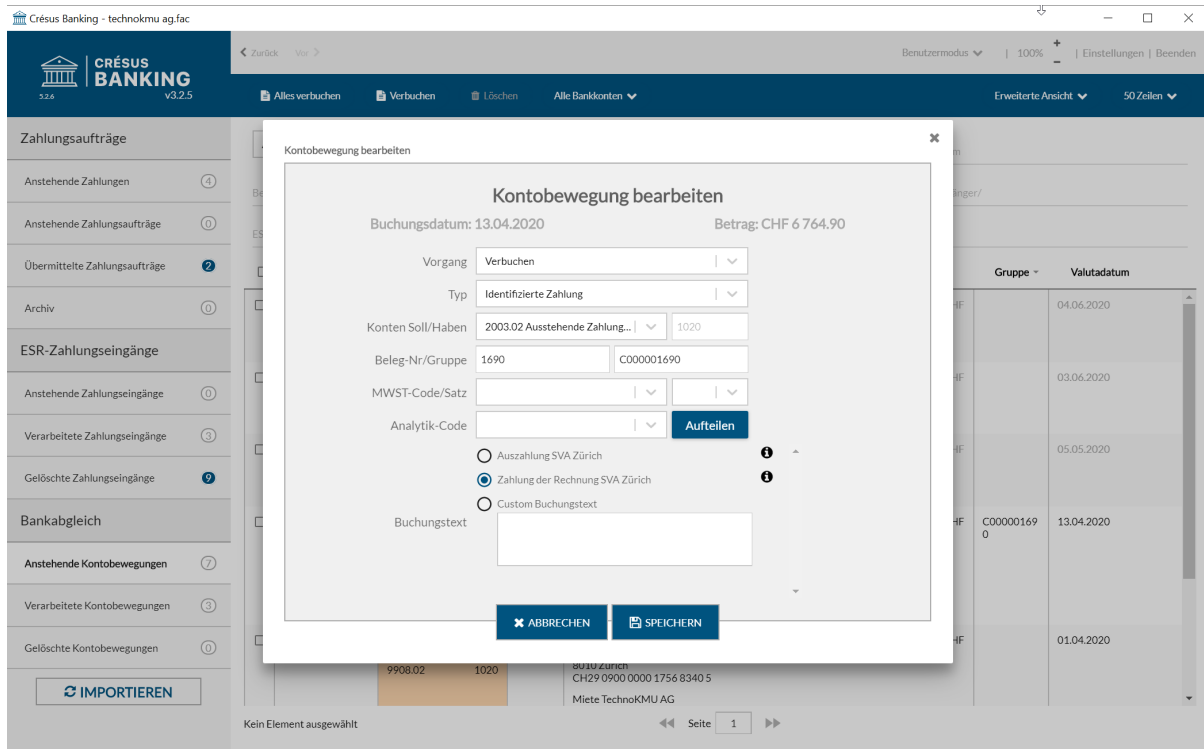 Crésus Banking - technokmu ag.fac
CRÉSUS
BANKING
5.2.6 v3.2.5
Zurück Vor
Benutzermodus | 100% + − | Einstellungen | Beenden
Alles verbuchen Verbuchen Löschen Alle Bankkonten Erweiterte Ansicht 50 Zeilen
Zahlungsaufträge
Anstehende Zahlungen 4
Anstehende Zahlungsaufträge 0
Übermittelte Zahlungsaufträge 2
Archiv 0
ESR-Zahlungseingänge
Anstehende Zahlungseingänge 0
Verarbeitete Zahlungseingänge 3
Gelöschte Zahlungseingänge 9
Bankabgleich
Anstehende Kontobewegungen 7
Verarbeitete Kontobewegungen 3
Gelöschte Kontobewegungen 0
IMPORTIEREN
Kontobewegung bearbeiten
Kontobewegung bearbeiten
Buchungsdatum: 13.04.2020 Betrag: CHF 6 764.90
Vorgang Verbuchen
Typ Identifizierte Zahlung
Konten Soll/Haben 2003.02 Ausstehende Zahlung... 1020
Beleg-Nr/Gruppe 1690 C000001690
MWST-Code/Satz
Analytik-Code Aufteilen
Auszahlung SVA Zürich
Zahlung der Rechnung SVA Zürich
Custom Buchungstext
Buchungstext
ABBRECHEN SPEICHERN
Gruppe Valutadatum
HF 04.06.2020
HF 03.06.2020
HF 05.05.2020
HF C00000169 13.04.2020
0
HF 01.04.2020
9908.02 1020 8010 Zürich
CH29 0900 0000 1756 8340 5
Miete TechnoKMU AG
Kein Element ausgewählt Seite 1